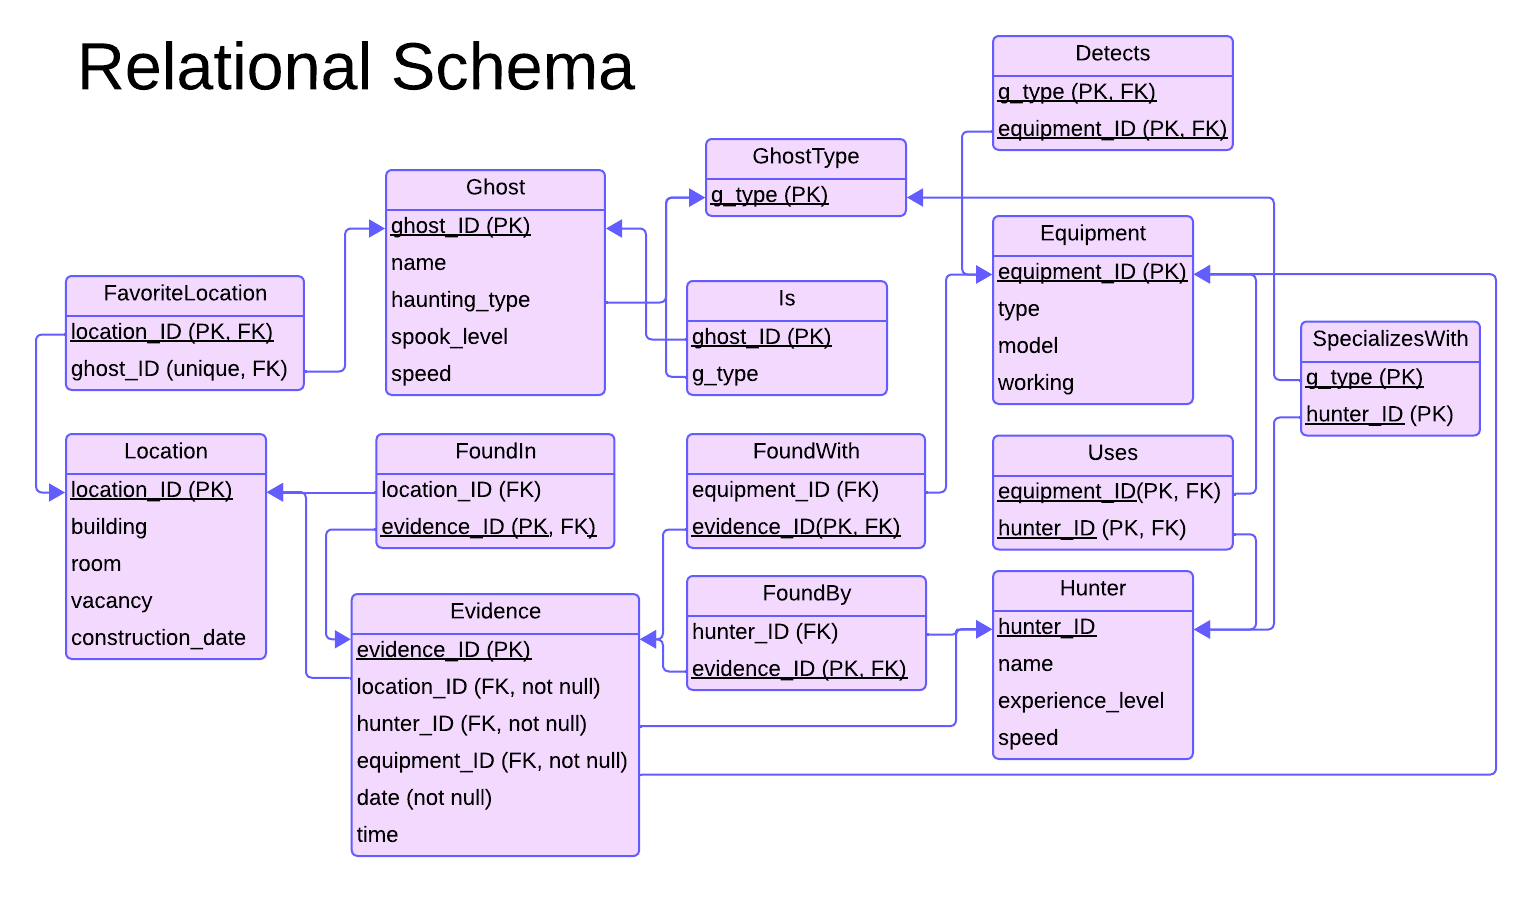 Relational Schema
Detects
g_type (PK, FK)
equipment_ID (PK, FK)
GhostType
g_type (PK)
Ghost
ghost_ID (PK)
name
haunting_type
spook_level
speed
Equipment
equipment_ID (PK)
type
model
working
FavoriteLocation
location_ID (PK, FK)
ghost_ID (unique, FK)
Is
ghost_ID (PK)
g_type
SpecializesWith
g_type (PK)
hunter_ID (PK)
Location
location_ID (PK)
building
room
vacancy
construction_date
FoundIn
location_ID (FK)
evidence_ID (PK, FK)
FoundWith
equipment_ID (FK)
evidence_ID(PK, FK)
Uses
equipment_ID(PK, FK)
hunter_ID (PK, FK)
Evidence
evidence_ID (PK)
location_ID (FK, not null)
hunter_ID (FK, not null)
equipment_ID (FK, not null)
date (not null)
time
FoundBy
hunter_ID (FK)
evidence_ID (PK, FK)
Hunter
hunter_ID
name
experience_level
speed